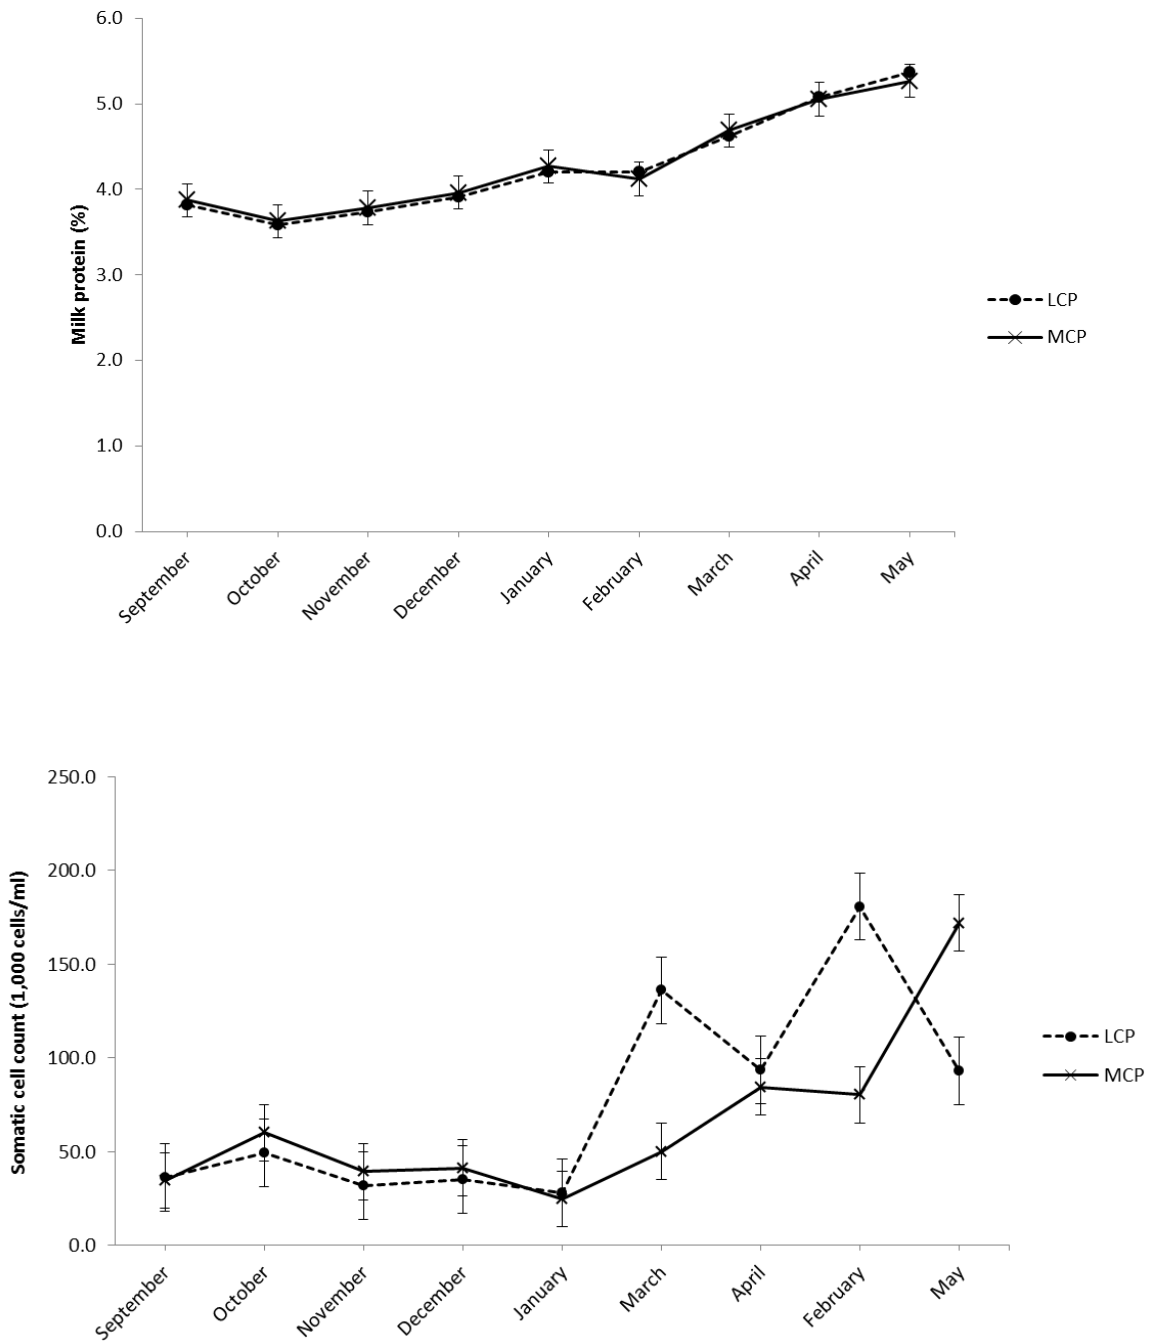 6.0
5.0
4.0
3.0
2.0
1.0
0.0
Milk protein (%)
September
October
November
December
January
February
March
April
May
LCP
MCP
250.0
200.0
150.0
100.0
50.0
0.0
Somatic cell count (1,000 cells/ml)
September
October
November
December
January
March
April
February
May
LCP
MCP